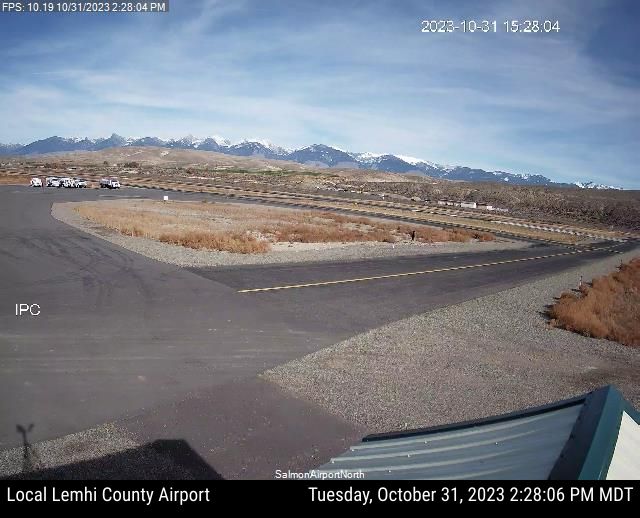 FPS: 10.19 10/31/2023 2:28:04 PM
2023-10-31 15:28:04
IPC
SalmonAirportNorth
Local Lemhi County Airport Tuesday, October 31, 2023 2:28:06 PM MDT